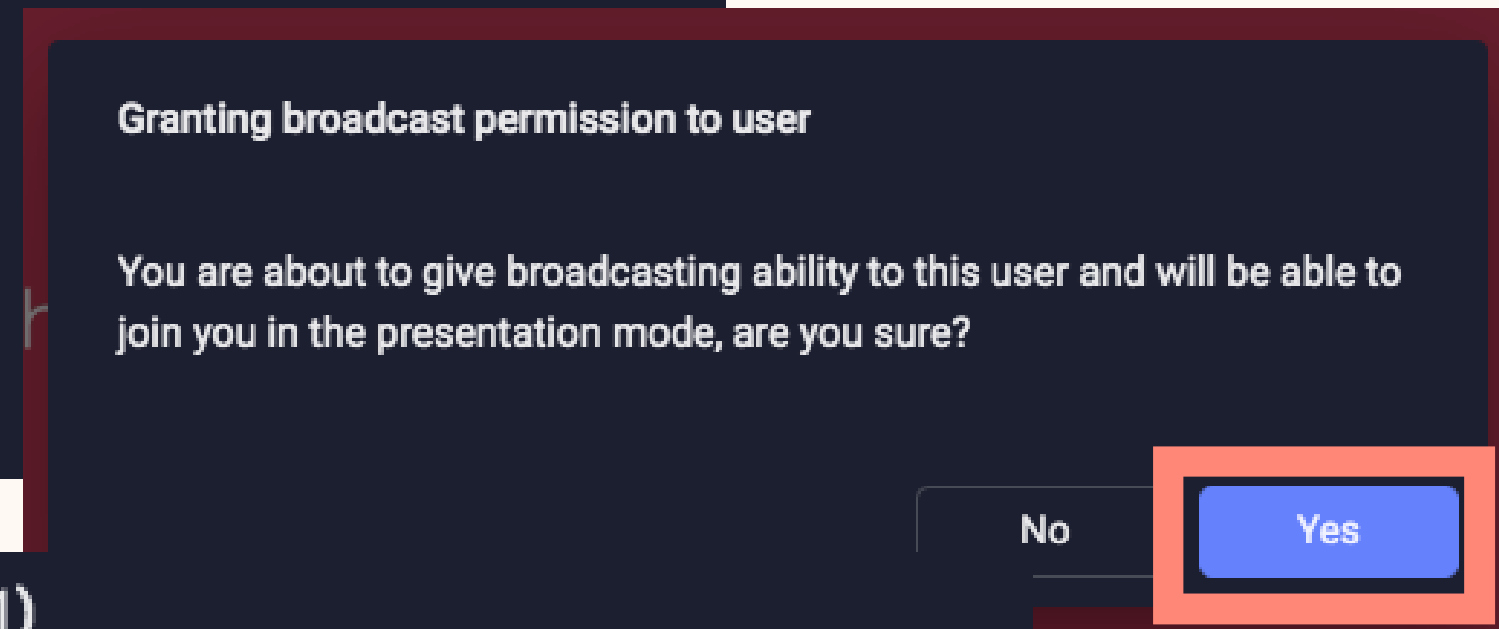 Granting broadcast permission to user
You are about to give broadcasting ability to this user and will be able to
join you in the presentation mode, are you sure?
No
Yes